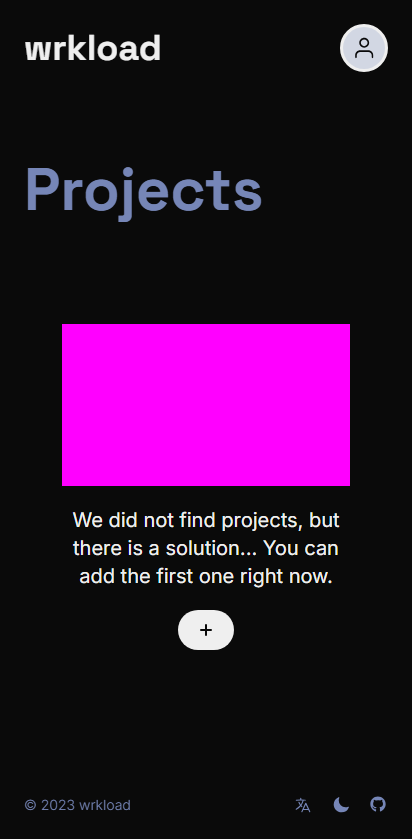 wrkload
Projects
We did not find projects, but
there is a solution... You can
add the first one right now.
+
© 2023 wrkload